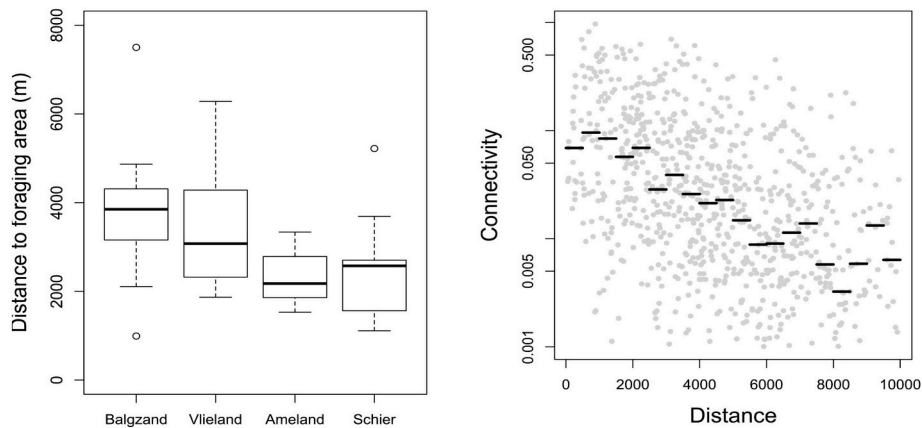 Distance to foraging area (m)
8000
6000
4000
2000
0
Balgzand Vlieland Ameland Schier
Connectivity
0.500
0.050
0.005
0.001
0 2000 4000 6000 8000 10000
Distance